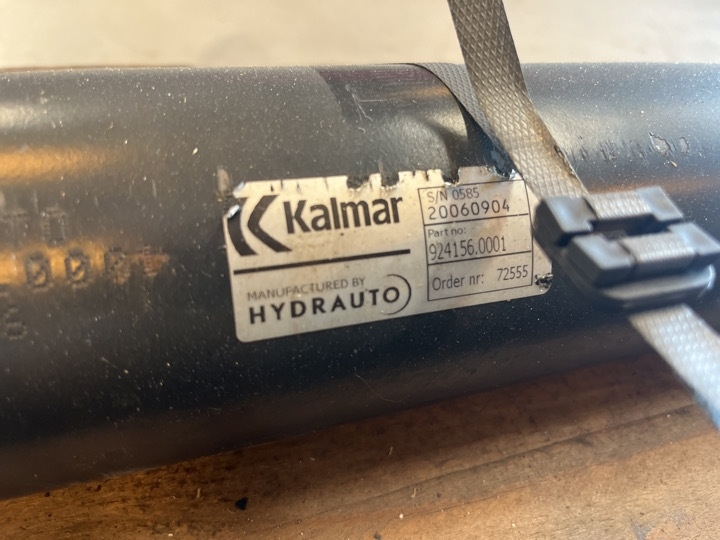 Kalmar
MANUFACTURED BY
HYDRAUTO
S/N 0585
20060904
Part no:
924156.0001
Order nr: 72555